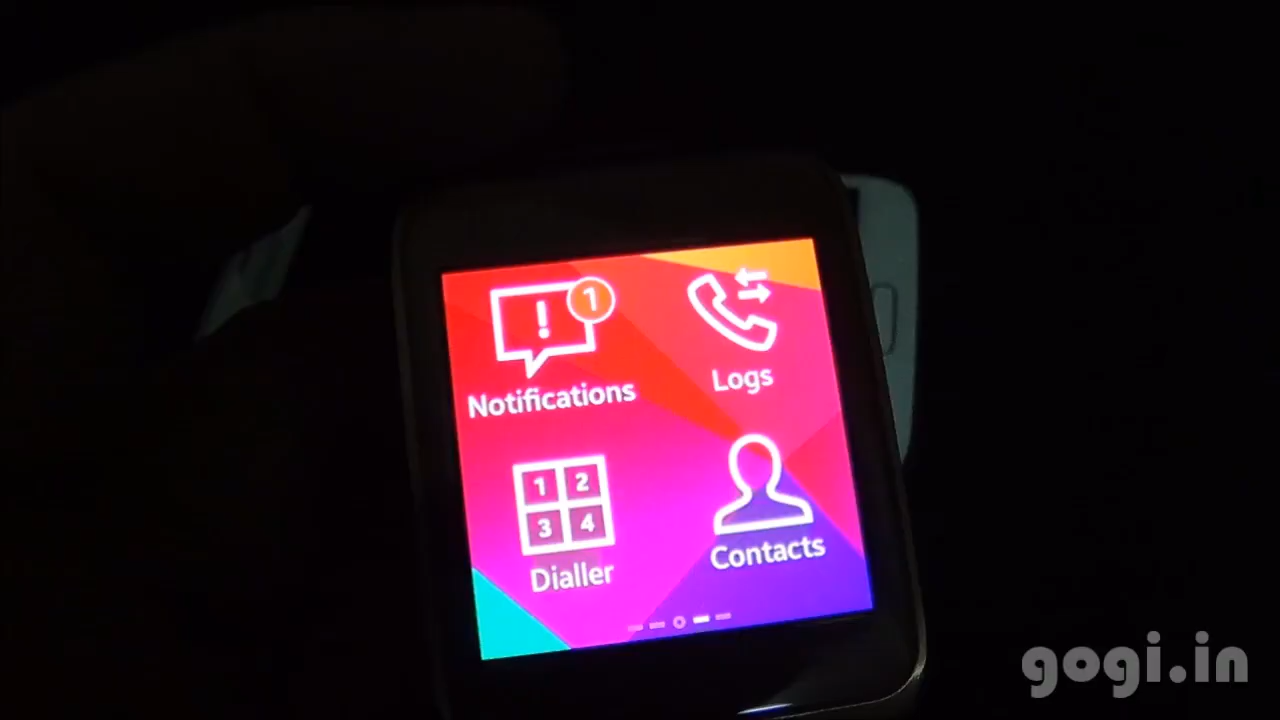 1
Notifications
Logs
1 2
3 4
Dialler
Contacts
gogi.in